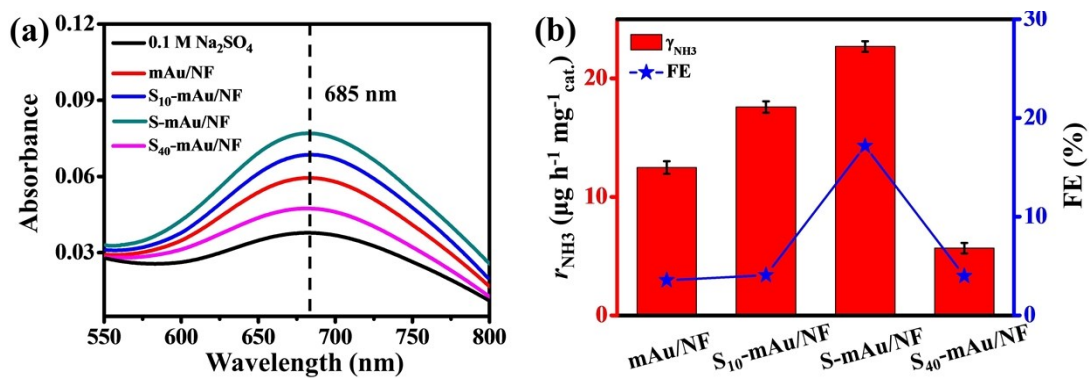 (a)
0.12
0.09
0.06
0.03
Absorbance
0.1 M Na₂SO₄
mAu/NF
S₁₀-mAu/NF
S-mAu/NF
S₄₀-mAu/NF
685 nm
550 600 650 700 750 800
Wavelength (nm)
(b)
γNH3
FE
20
10
0
rNH3 (μg h⁻¹ mg⁻¹cat.)
30
20
10
0
FE (%)
mAu/NF S₁₀-mAu/NF S-mAu/NF S₄₀-mAu/NF